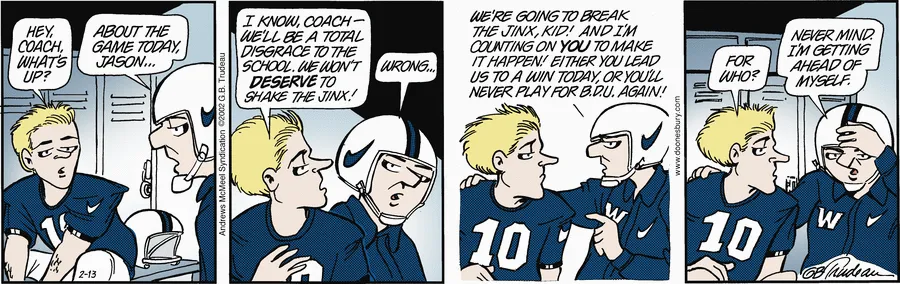 HEY,
COACH,
WHAT'S
UP?
ABOUT THE
GAME TODAY,
JASON...
2-13
Andrews McMeel Syndication ©2002 G.B. Trudeau
I KNOW, COACH—
WE'LL BE A TOTAL
DISGRACE TO THE
SCHOOL. WE WON'T
DESERVE TO
SHAKE THE JINX!
WRONG...
WE'RE GOING TO BREAK
THE JINX, KID! AND I'M
COUNTING ON YOU TO MAKE
IT HAPPEN! EITHER YOU LEAD
US TO A WIN TODAY, OR YOU'LL
NEVER PLAY FOR B.D.U. AGAIN!
10
W
www.doonesbury.com
FOR
WHO?
NEVER MIND.
I'M GETTING
AHEAD OF
MYSELF.
10
W
GB Trudeau